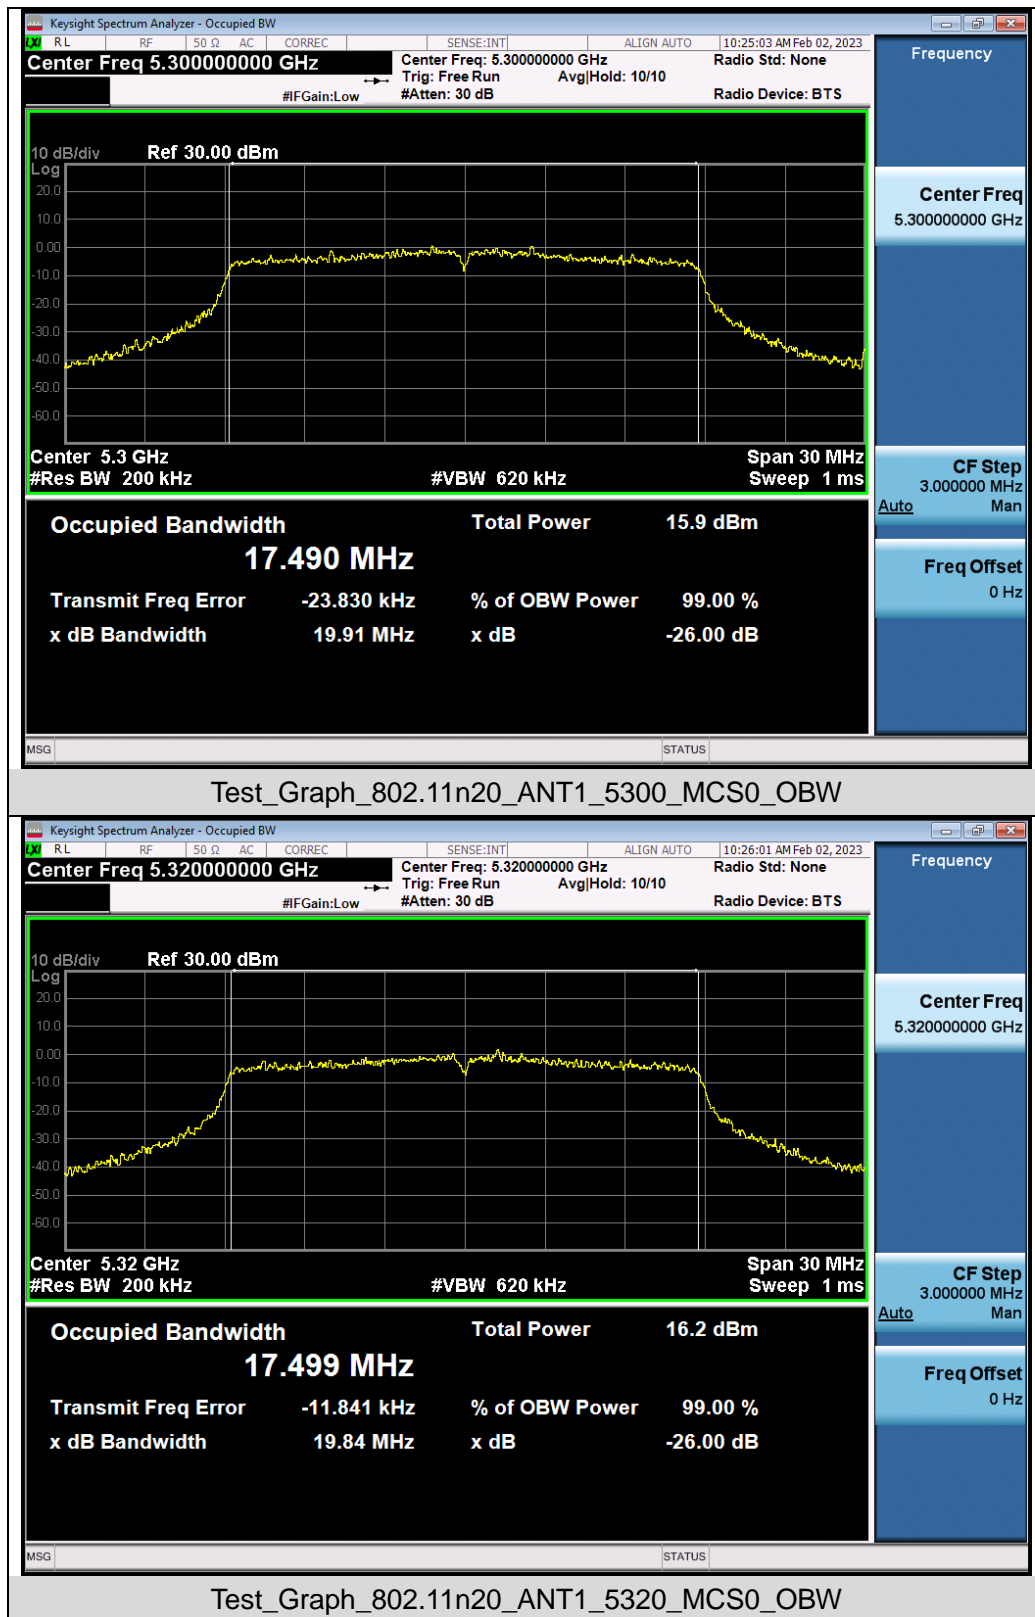 Keysight Spectrum Analyzer - Occupied BW
LXI RL RF 50 Ω AC CORREC SENSE:INT ALIGN AUTO 10:25:03 AM Feb 02, 2023
Center Freq 5.300000000 GHz
Center Freq: 5.300000000 GHz
Radio Std: None
Trig: Free Run Avg|Hold: 10/10
#IFGain:Low #Atten: 30 dB Radio Device: BTS
Frequency
10 dB/div Ref 30.00 dBm
Log
20.0
10.0
0.00
-10.0
-20.0
-30.0
-40.0
-50.0
-60.0
Center 5.3 GHz Span 30 MHz
#Res BW 200 kHz #VBW 620 kHz Sweep 1 ms
Center Freq
5.300000000 GHz
CF Step
3.000000 MHz
Auto Man
Freq Offset
0 Hz
Occupied Bandwidth Total Power 15.9 dBm
17.490 MHz
Transmit Freq Error -23.830 kHz % of OBW Power 99.00 %
x dB Bandwidth 19.91 MHz x dB -26.00 dB
MSG STATUS
Test_Graph_802.11n20_ANT1_5300_MCS0_OBW
Keysight Spectrum Analyzer - Occupied BW
LXI RL RF 50 Ω AC CORREC SENSE:INT ALIGN AUTO 10:26:01 AM Feb 02, 2023
Center Freq 5.320000000 GHz
Center Freq: 5.320000000 GHz
Radio Std: None
Trig: Free Run Avg|Hold: 10/10
#IFGain:Low #Atten: 30 dB Radio Device: BTS
Frequency
10 dB/div Ref 30.00 dBm
Log
20.0
10.0
0.00
-10.0
-20.0
-30.0
-40.0
-50.0
-60.0
Center 5.32 GHz Span 30 MHz
#Res BW 200 kHz #VBW 620 kHz Sweep 1 ms
Center Freq
5.320000000 GHz
CF Step
3.000000 MHz
Auto Man
Freq Offset
0 Hz
Occupied Bandwidth Total Power 16.2 dBm
17.499 MHz
Transmit Freq Error -11.841 kHz % of OBW Power 99.00 %
x dB Bandwidth 19.84 MHz x dB -26.00 dB
MSG STATUS
Test_Graph_802.11n20_ANT1_5320_MCS0_OBW